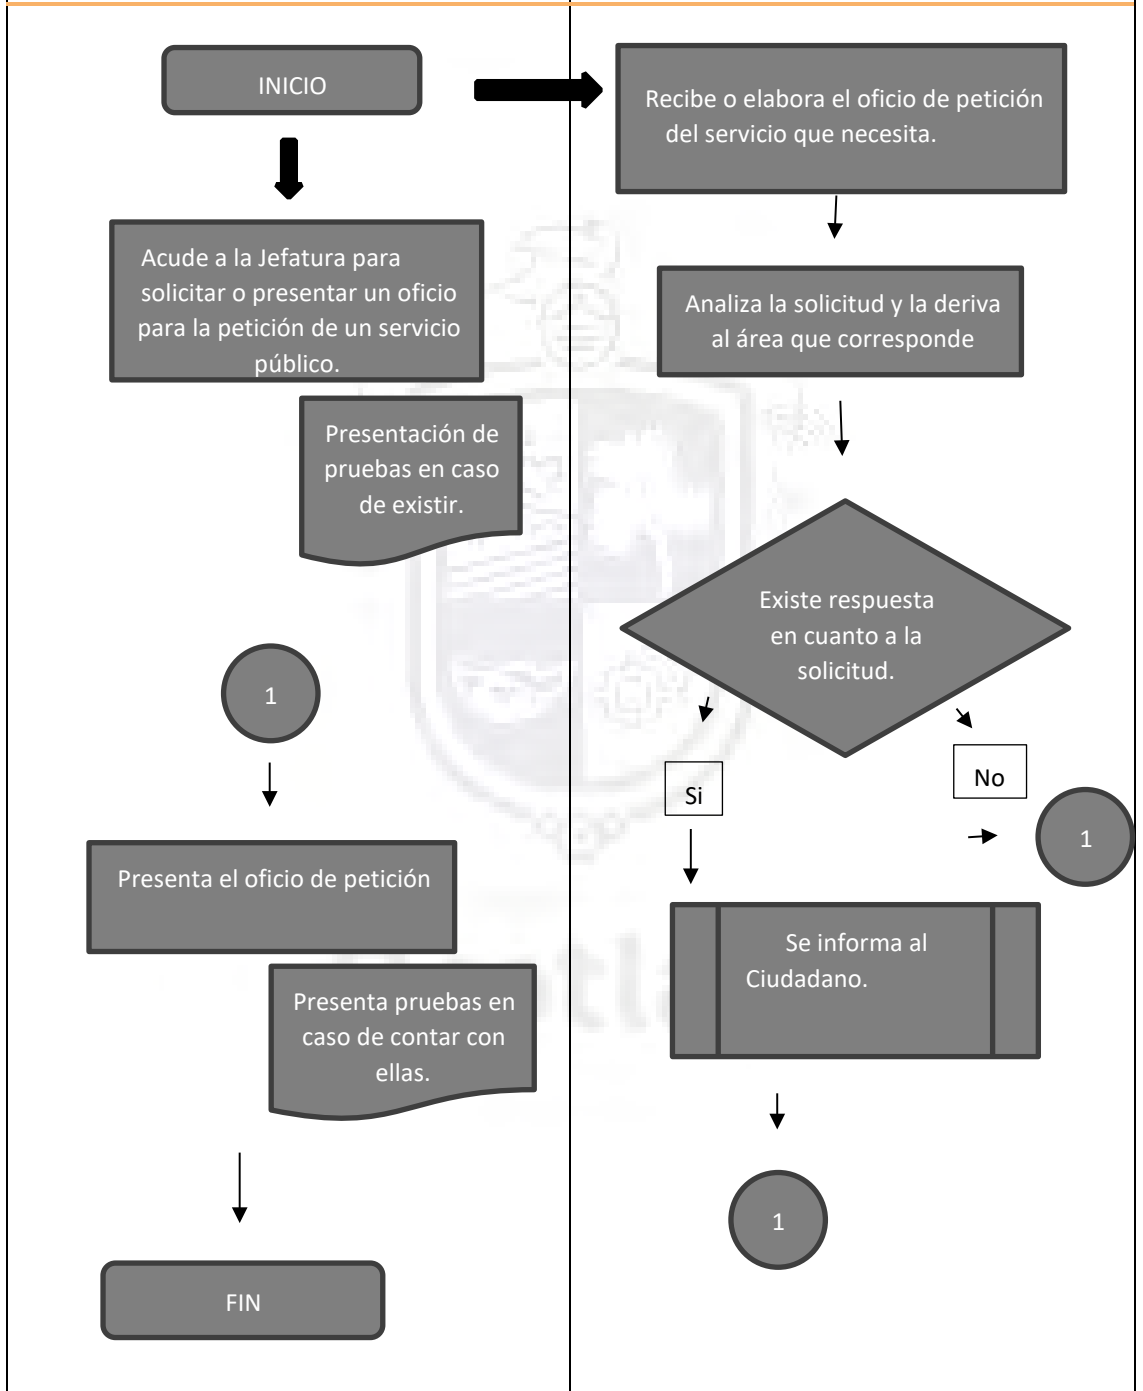 INICIO
Acude a la Jefatura para
solicitar o presentar un oficio
para la petición de un servicio
público.
Presentación de
pruebas en caso
de existir.
1
Presenta el oficio de petición
Presenta pruebas en
caso de contar con
ellas.
FIN
Recibe o elabora el oficio de petición
del servicio que necesita.
Analiza la solicitud y la deriva
al área que corresponde
Existe respuesta
en cuanto a la
solicitud.
Si
No
1
Se informa al
Ciudadano.
1